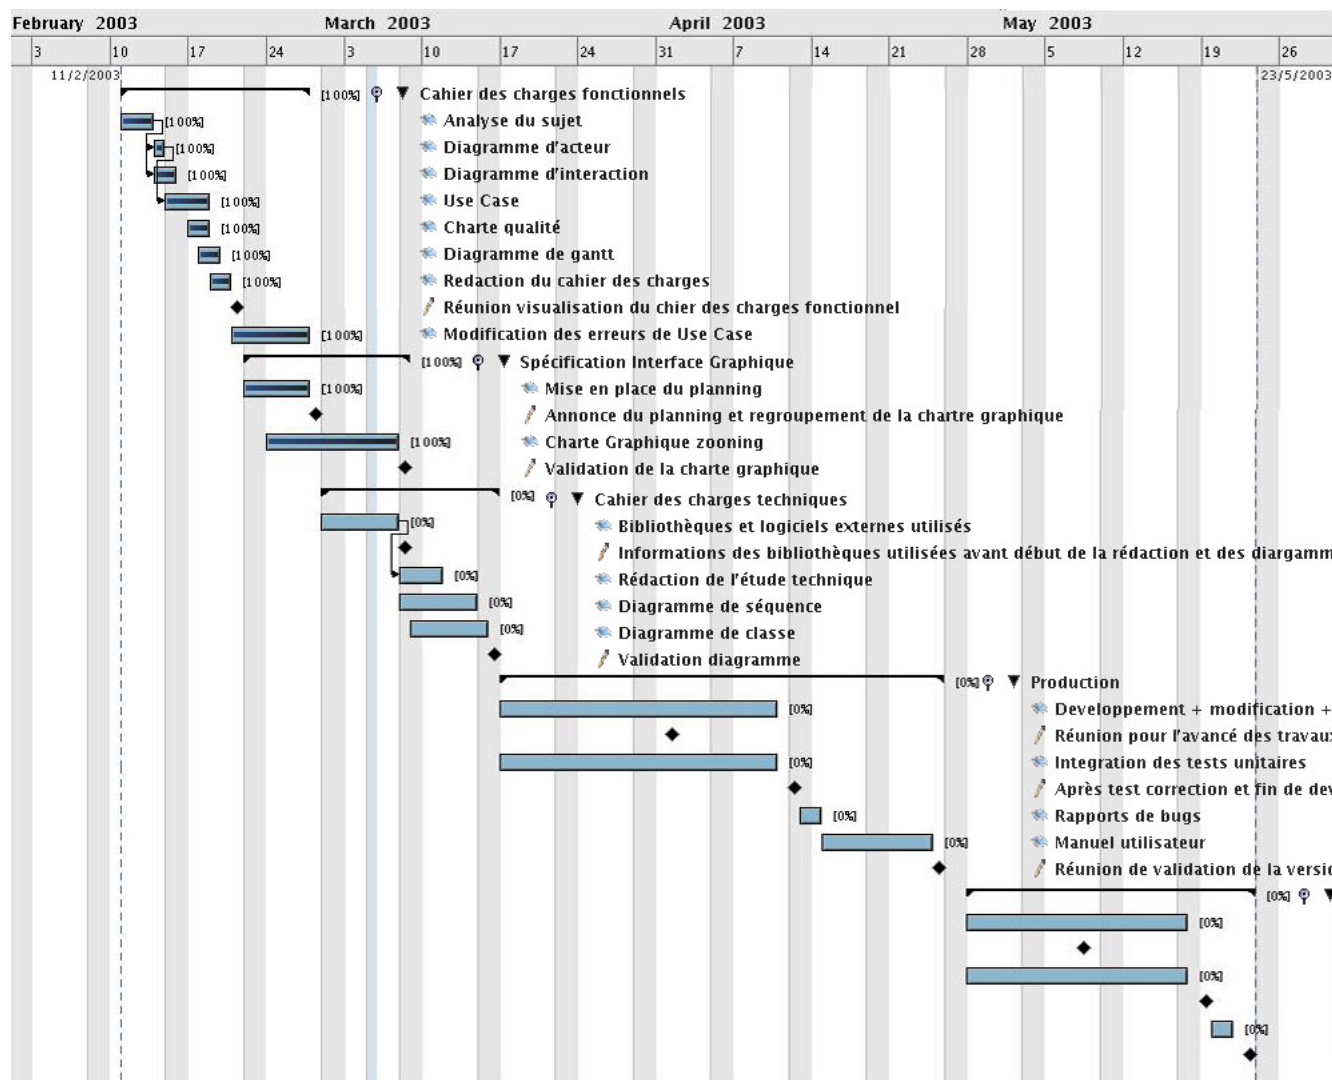 February 2003 March 2003 April 2003 May 2003
3 10 17 24 3 10 17 24 31 7 14 21 28 5 12 19 26
11/2/2003 23/5/2003
[100%] Cahier des charges fonctionnels
[100%] Analyse du sujet
[100%] Diagramme d'acteur
[100%] Diagramme d'interaction
[100%] Use Case
[100%] Charte qualité
[100%] Diagramme de gantt
[100%] Redaction du cahier des charges
Réunion visualisation du chier des charges fonctionnel
[100%] Modification des erreurs de Use Case
[100%] Spécification Interface Graphique
[100%] Mise en place du planning
Annonce du planning et regroupement de la chartre graphique
[100%] Charte Graphique zooning
Validation de la charte graphique
[0%] Cahier des charges techniques
[0%] Bibliothèques et logiciels externes utilisés
Informations des bibliothèques utilisées avant début de la rédaction et des diargamm
[0%] Rédaction de l'étude technique
[0%] Diagramme de séquence
[0%] Diagramme de classe
Validation diagramme
[0%] Production
[0%] Developpement + modification +
Réunion pour l'avancé des travaux
[0%] Integration des tests unitaires
Après test correction et fin de dev
[0%] Rapports de bugs
[0%] Manuel utilisateur
Réunion de validation de la versio
[0%]
[0%]
[0%]
[0%]